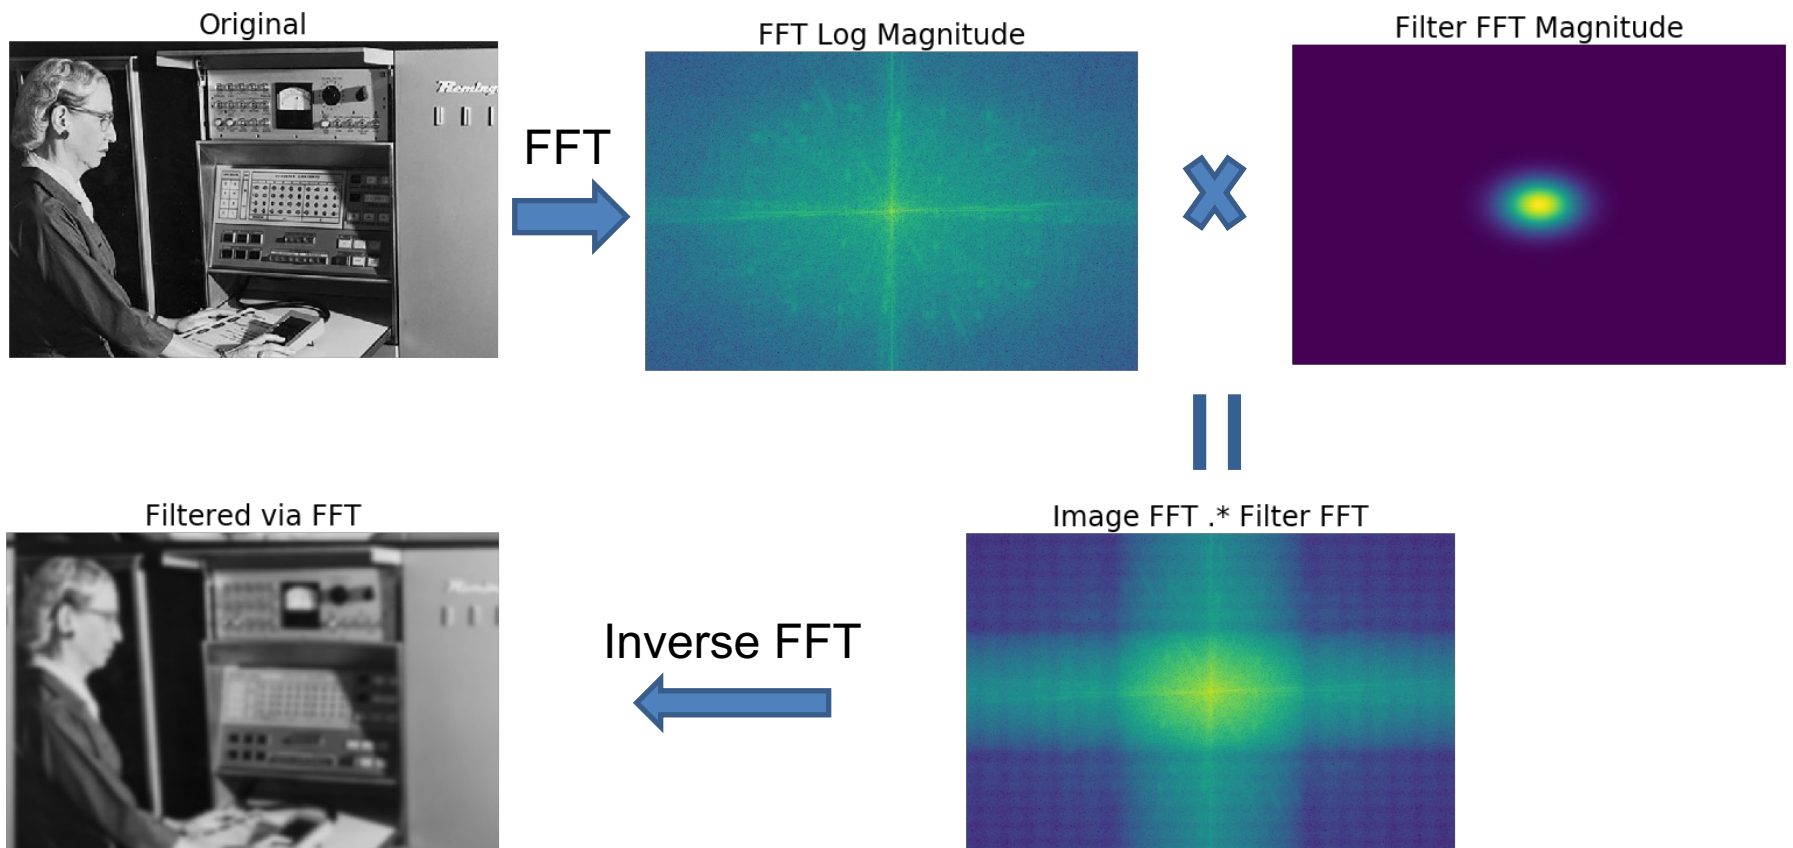 Original
FFT Log Magnitude
Filter FFT Magnitude
FFT
Image FFT .* Filter FFT
Inverse FFT
Filtered via FFT